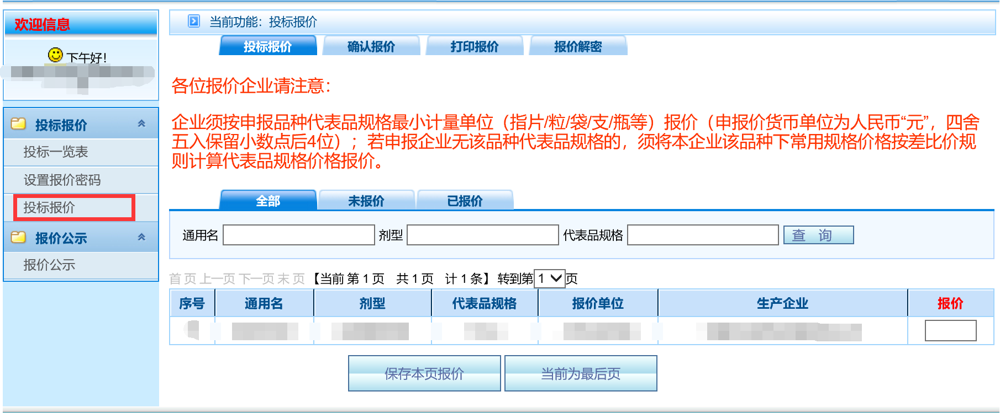 欢迎信息
下午好！
投标报价
投标一览表
设置报价密码
投标报价
报价公示
报价公示
当前功能：投标报价
投标报价 确认报价 打印报价 报价解密
各位报价企业请注意：
企业须按申报品种代表品规格最小计量单位（指片/粒/袋/支/瓶等）报价（申报价货币单位为人民币“元”，四舍
五入保留小数点后4位）；若申报企业无该品种代表品规格的，须将本企业该品种下常用规格价格按差比价规
则计算代表品规格价格报价。
全部 未报价 已报价
通用名 剂型 代表品规格 查 询
首 页 上一页 下一页 末 页 【当前 第 1 页 共 1 页 计 1 条】 转到第 1 页
序号 通用名 剂型 代表品规格 报价单位 生产企业 报价
保存本页报价 当前为最后页